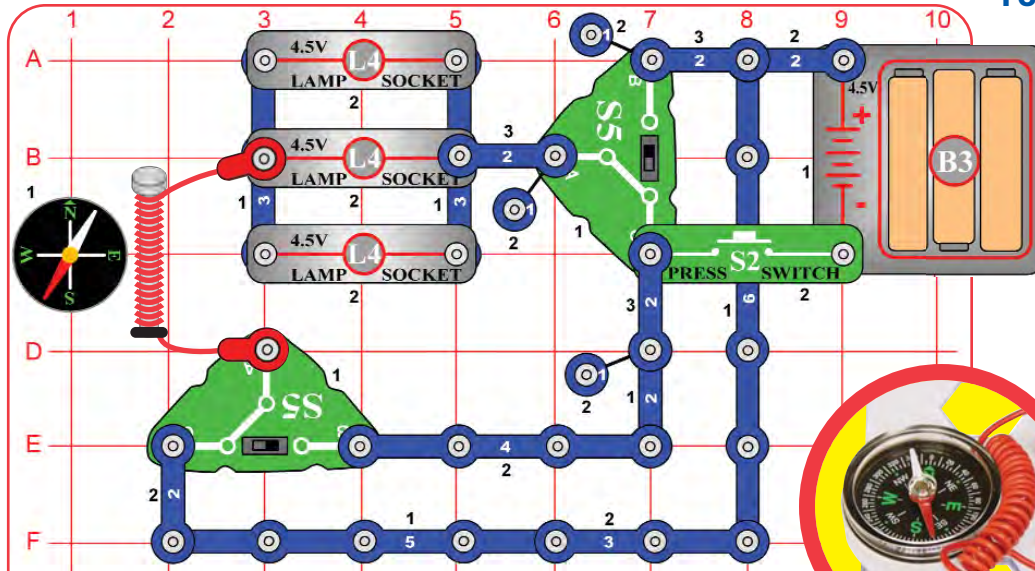 1 2 3 4 5 6 7 8 9 10
A
4.5V L4
LAMP SOCKET
2
2 1
3
2
2
2
4.5V
B S5
B
4.5V L4
LAMP SOCKET
2
3
2
A
1
+
-
B3
1 3
1 3
1
2
1
1
N
W E
S
4.5V L4
LAMP SOCKET
2
PRESS S2 SWITCH
2
3 2
1 6
D
A
1
S5
1
2
1 2
E
C
B
4
2
2 2
F
1
5
2
3